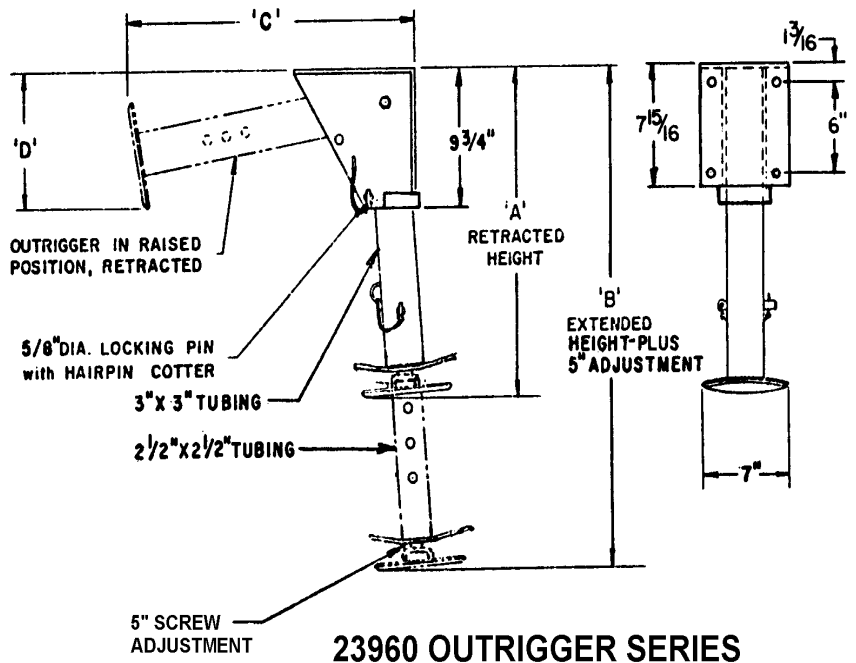 'C'
'D'
OUTRIGGER IN RAISED
POSITION, RETRACTED
5/8" DIA. LOCKING PIN
with HAIRPIN COTTER
3" X 3" TUBING
2 1/2" X 2 1/2" TUBING
5" SCREW
ADJUSTMENT
9 3/4"
'A'
RETRACTED
HEIGHT
'B'
EXTENDED
HEIGHT-PLUS
5" ADJUSTMENT
1 3/16
7 15/16
6"
7"
23960 OUTRIGGER SERIES